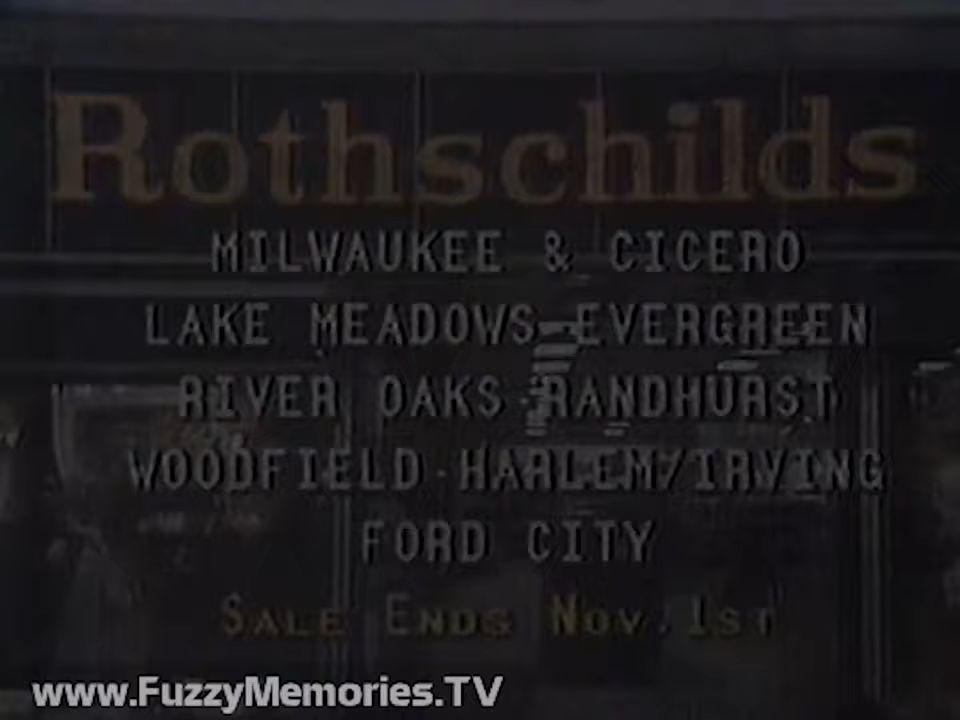 Rothschilds
MILWAUKEE & CICERO
LAKE MEADOWS EVERGREEN
RIVER OAKS RANDHURST
WOODFIELD HARLEM/IRVING
FORD CITY
SALE ENDS NOV. 1ST
www.FuzzyMemories.TV